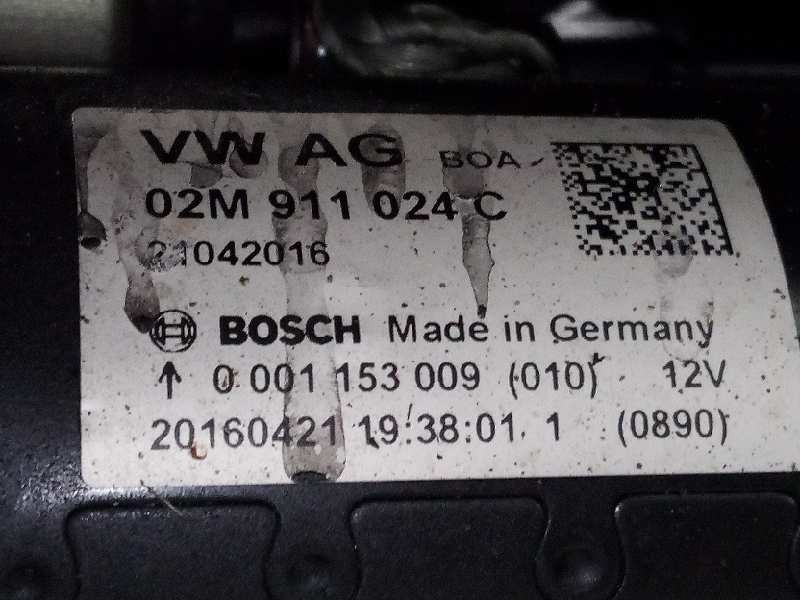 VW AG BOA-
02M 911 024 C
21042016
BOSCH Made in Germany
↑ 0 001 153 009 (010) 12V
20160421 19:38:01. 1 (0890)